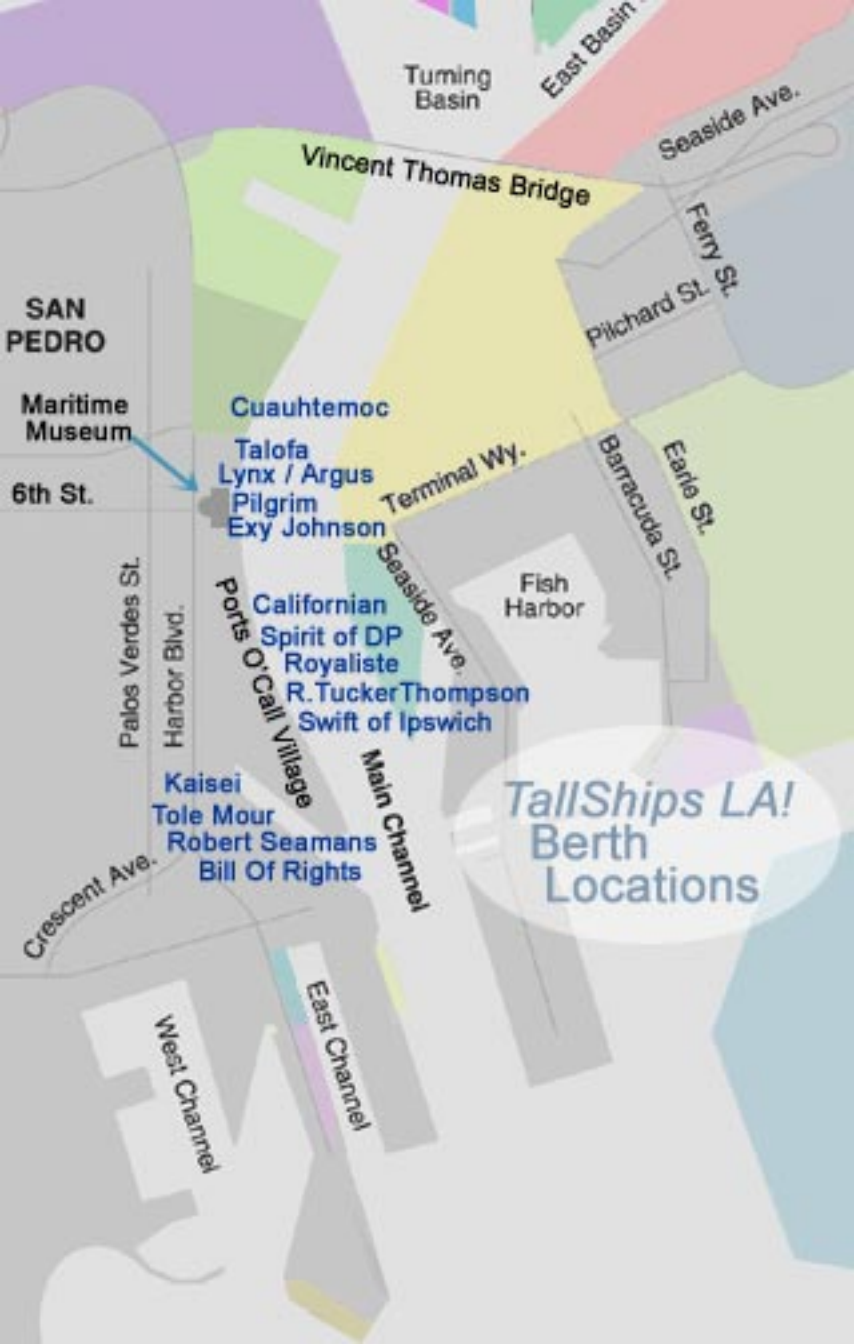 Turning
Basin
East Basin
Seaside Ave.
Vincent Thomas Bridge
Ferry St.
SAN
PEDRO
Pilchard St.
Maritime
Museum
Cuauhtemoc
Talofa
Lynx / Argus
6th St.
Pilgrim
Exy Johnson
Terminal Wy.
Barracuda St.
Earle St.
Seaside Ave.
Fish
Harbor
Palos Verdes St.
Harbor Blvd.
Ports O'Call Village
Californian
Spirit of DP
Royaliste
R.TuckerThompson
Swift of Ipswich
Main Channel
Kaisei
Tole Mour
Robert Seamans
Bill Of Rights
TallShips LA!
Berth
Locations
Crescent Ave.
West Channel
East Channel